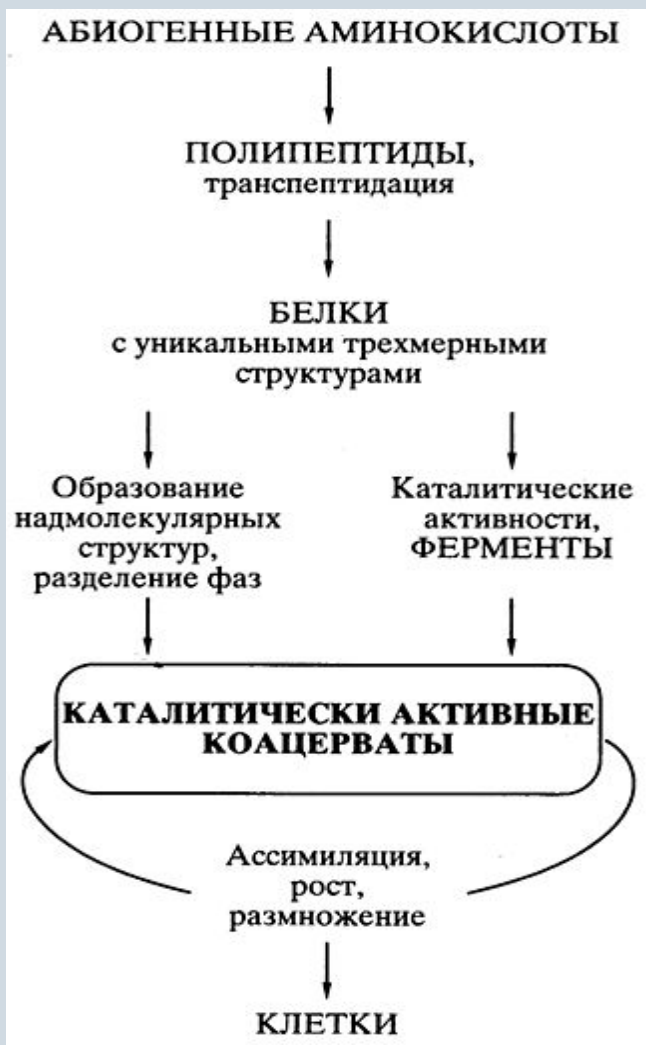 АБИОГЕННЫЕ АМИНОКИСЛОТЫ
ПОЛИПЕПТИДЫ,
транспептидация
БЕЛКИ
с уникальными трехмерными
структурами
Образование
надмолекулярных
структур,
разделение фаз
Каталитические
активности,
ФЕРМЕНТЫ
КАТАЛИТИЧЕСКИ АКТИВНЫЕ
КОАЦЕРВАТЫ
Ассимиляция,
рост,
размножение
КЛЕТКИ